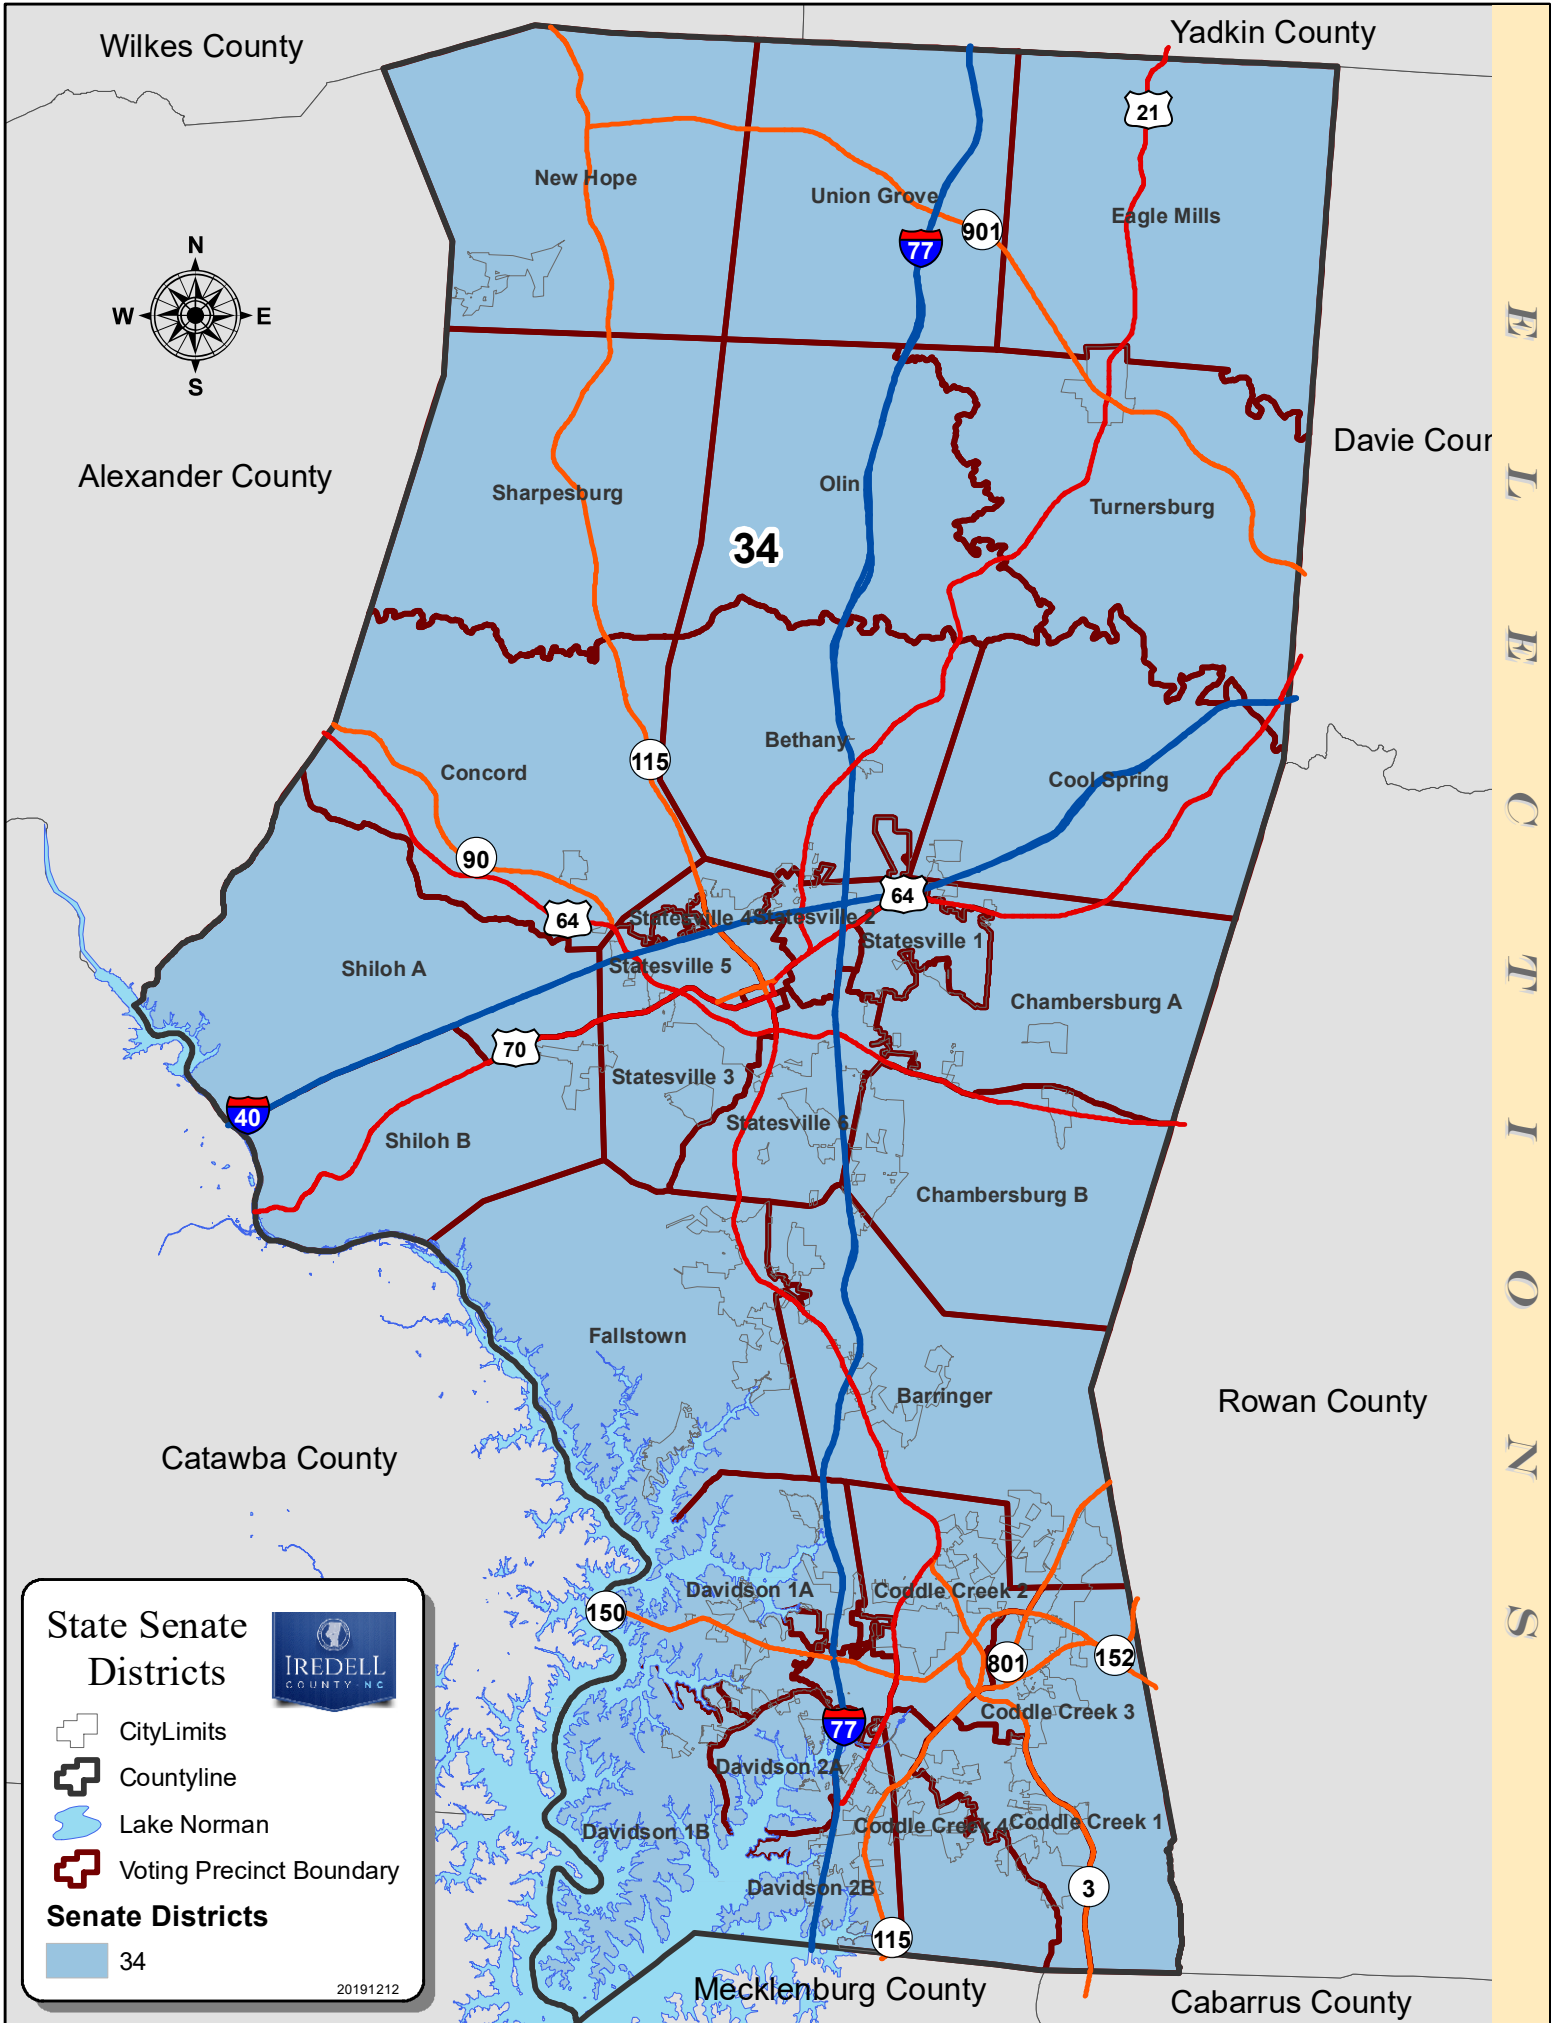 Wilkes County
Yadkin County
21
New Hope
Union Grove
Eagle Mills
901
77
N
W E
S
Davie Coun
Alexander County
Sharpesburg
Olin
Turnersburg
34
Bethany
115
Concord
Cool Spring
90
64
64
Statesville 4
Statesville 2
Statesville 1
Shiloh A
Statesville 5
Chambersburg A
70
Statesville 3
40
Statesville 6
Shiloh B
Chambersburg B
Fallstown
Barringer
Rowan County
Catawba County
Davidson 1A
Coddle Creek 2
150
801
152
Coddle Creek 3
77
Davidson 2A
Davidson 1B
Coddle Creek 4
Coddle Creek 1
Davidson 2B
3
115
Mecklenburg County
Cabarrus County
State Senate
Districts
IREDELL
COUNTY NC
CityLimits
Countyline
Lake Norman
Voting Precinct Boundary
Senate Districts
34
20191212
ELECTIONS